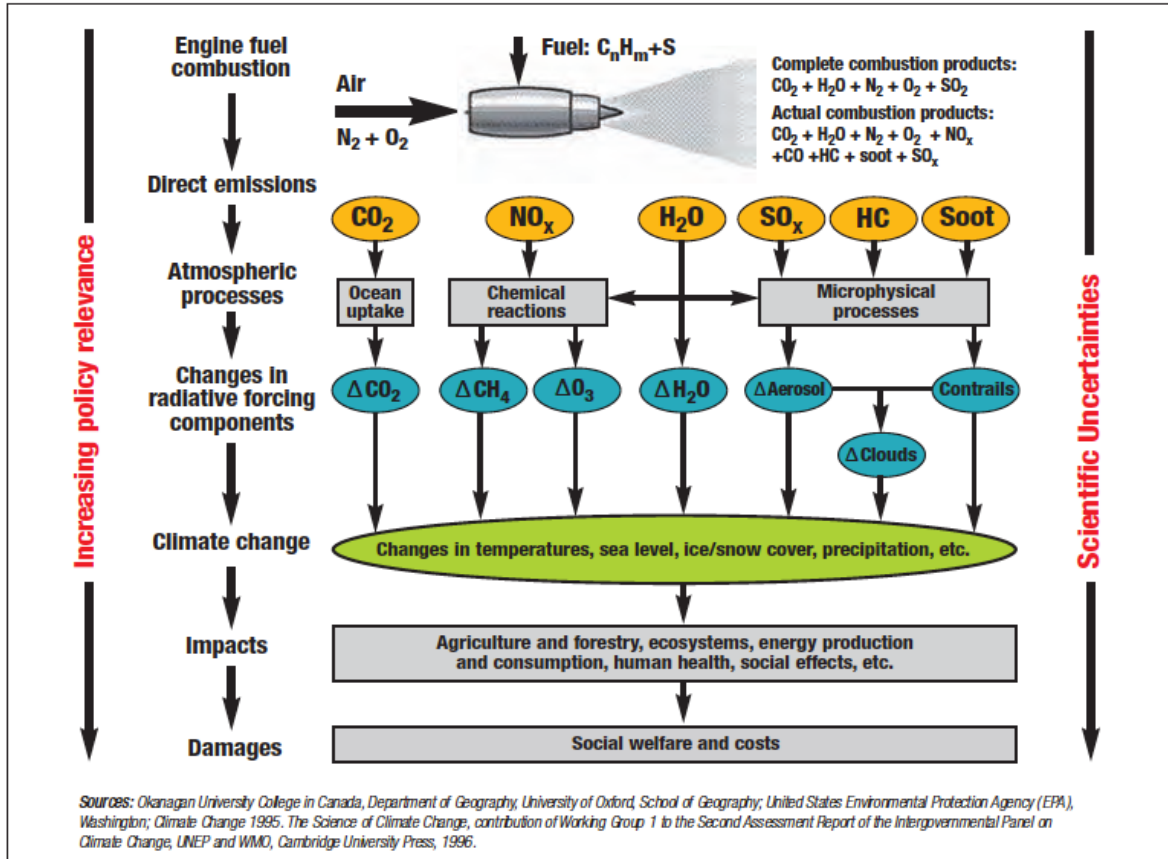 Engine fuel
combustion
Direct emissions
Atmospheric
processes
Changes in
radiative forcing
components
Climate change
Impacts
Damages
Increasing policy relevance
Scientific Uncertainties
Air
N₂ + O₂
Fuel: CₙHₘ+S
Complete combustion products:
CO₂ + H₂O + N₂ + O₂ + SO₂
Actual combustion products:
CO₂ + H₂O + N₂ + O₂ + NOₓ
+CO +HC + soot + SOₓ
CO₂ NOₓ H₂O SOₓ HC Soot
Ocean
uptake
Chemical
reactions
Microphysical
processes
ΔCO₂ ΔCH₄ ΔO₃ ΔH₂O ΔAerosol Contrails
ΔClouds
Changes in temperatures, sea level, ice/snow cover, precipitation, etc.
Agriculture and forestry, ecosystems, energy production
and consumption, human health, social effects, etc.
Social welfare and costs
Sources: Okanagan University College in Canada, Department of Geography, University of Oxford, School of Geography; United States Environmental Protection Agency (EPA),
Washington; Climate Change 1995. The Science of Climate Change, contribution of Working Group 1 to the Second Assessment Report of the Intergovernmental Panel on
Climate Change, UNEP and WMO, Cambridge University Press, 1996.